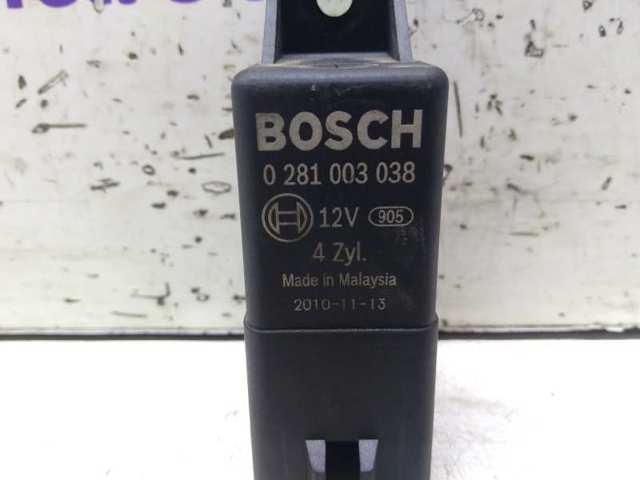 BOSCH
0 281 003 038
12V 905
4 Zyl.
Made in Malaysia
2010-11-13